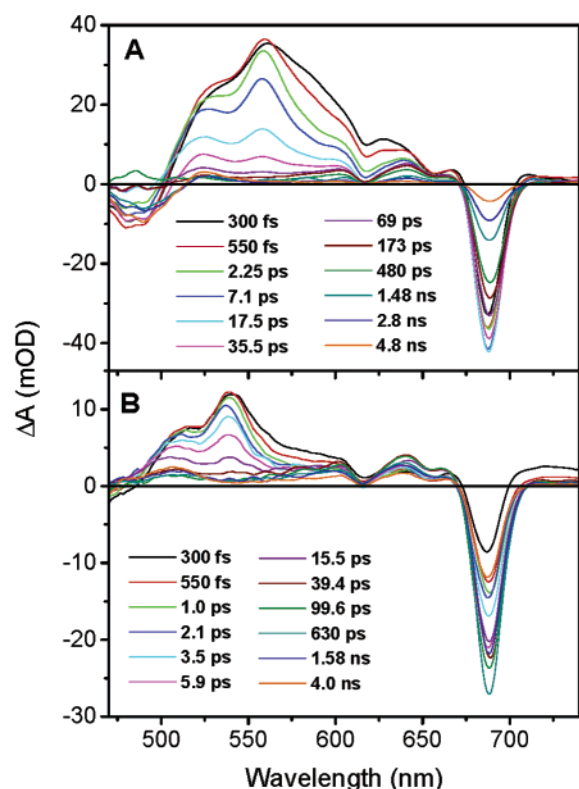 A
40
20
0
-20
-40
300 fs
550 fs
2.25 ps
7.1 ps
17.5 ps
35.5 ps
69 ps
173 ps
480 ps
1.48 ns
2.8 ns
4.8 ns
ΔA (mOD)
B
10
0
-10
-20
-30
300 fs
550 fs
1.0 ps
2.1 ps
3.5 ps
5.9 ps
15.5 ps
39.4 ps
99.6 ps
630 ps
1.58 ns
4.0 ns
500 550 600 650 700
Wavelength (nm)